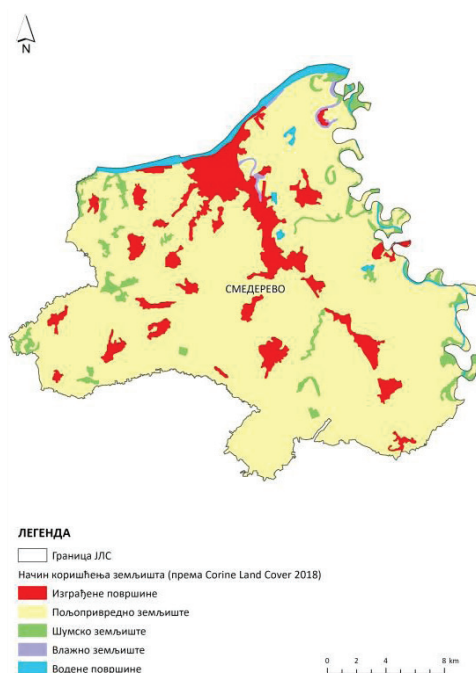 N
СМЕДЕРЕВО
ЛЕГЕНДА
Граница ЈЛС
Начин коришћења земљишта (према Corine Land Cover 2018)
Изграђене површине
Пољопривредно земљиште
Шумско земљиште
Влажно земљиште
Водене површине
0 2 4 8 km